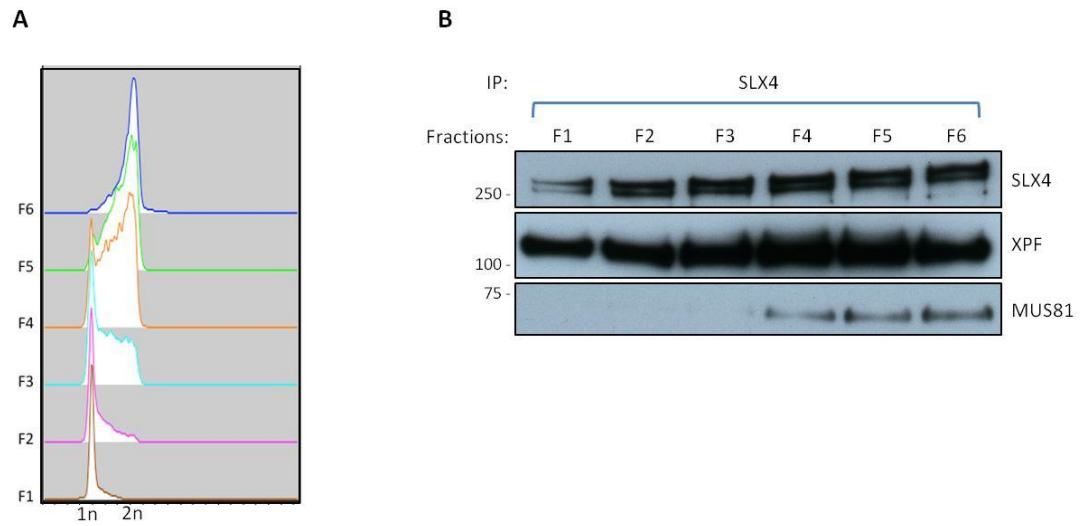 A
F6
F5
F4
F3
F2
F1
1n 2n
B
IP: SLX4
Fractions: F1 F2 F3 F4 F5 F6
250 - SLX4
XPF
100 -
75 -
MUS81